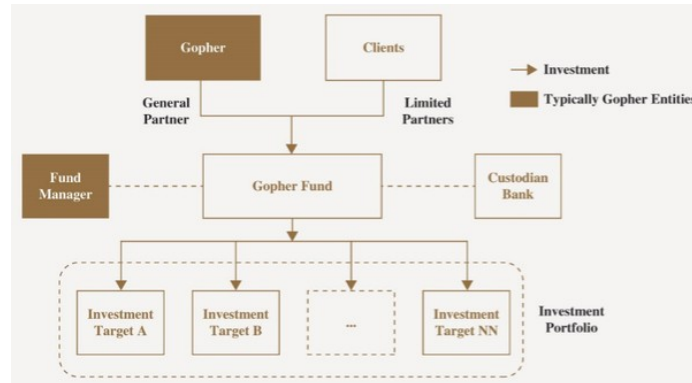 Gopher
Clients
Investment
General
Partner
Limited
Partners
Typically Gopher Entities
Fund
Manager
Gopher Fund
Custodian
Bank
Investment
Target A
Investment
Target B
...
Investment
Target NN
Investment
Portfolio